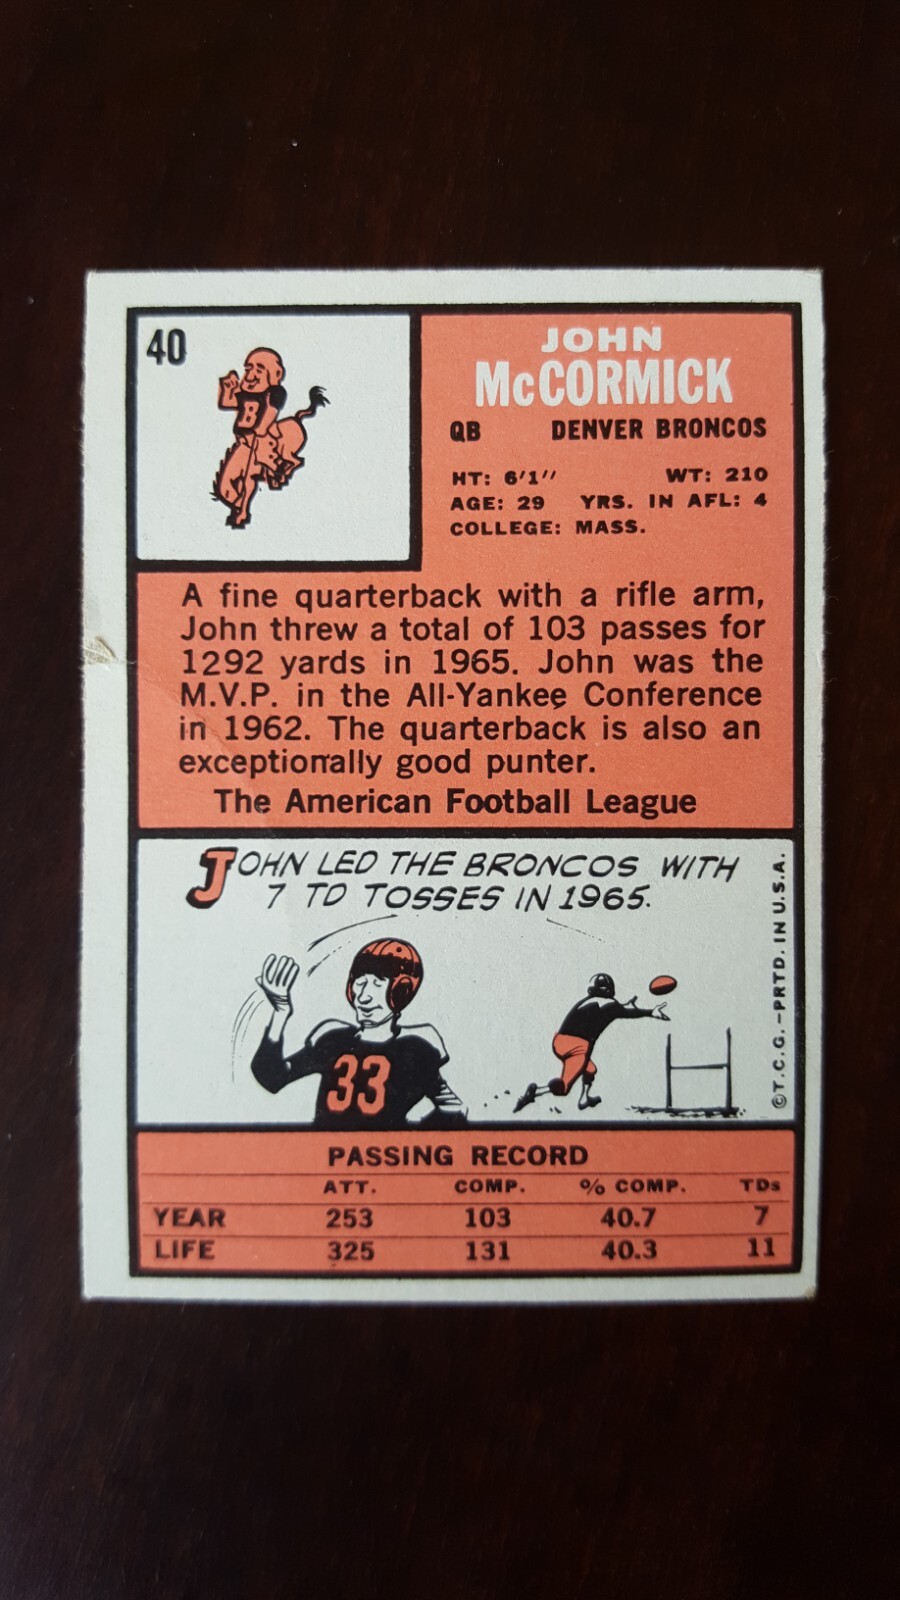 40
B
JOHN
McCORMICK
QB DENVER BRONCOS
HT: 6'1'' WT: 210
AGE: 29 YRS. IN AFL: 4
COLLEGE: MASS.
A fine quarterback with a rifle arm,
John threw a total of 103 passes for
1292 yards in 1965. John was the
M.V.P. in the All-Yankee Conference
in 1962. The quarterback is also an
exceptionally good punter.
The American Football League
JOHN LED THE BRONCOS WITH
7 TD TOSSES IN 1965.
33
©T.C.G.–PRTD. IN U.S.A.
PASSING RECORD
ATT. COMP. % COMP. TDs
YEAR 253 103 40.7 7
LIFE 325 131 40.3 11